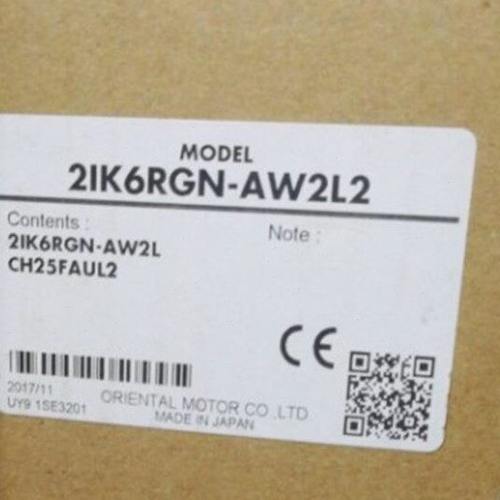 MODEL
2IK6RGN-AW2L2
Contents :
Note :
2IK6RGN-AW2L
CH25FAUL2
CE
2017/11
UY9 1SE3201
ORIENTAL MOTOR CO.,LTD
MADE IN JAPAN